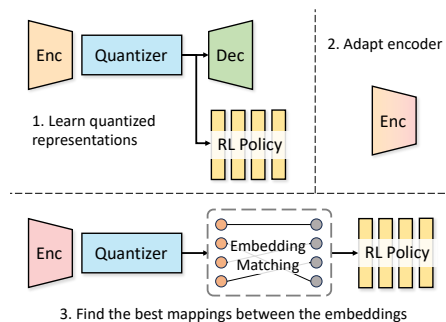 Enc
Quantizer
Dec
1. Learn quantized
representations
RL Policy
2. Adapt encoder
Enc
Enc
Quantizer
Embedding
Matching
RL Policy
3. Find the best mappings between the embeddings